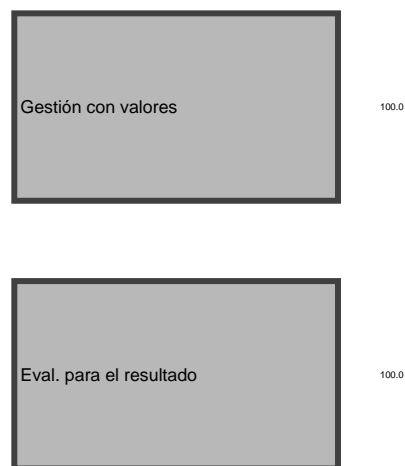 Gestión con valores
100.0
Eval. para el resultado
100.0